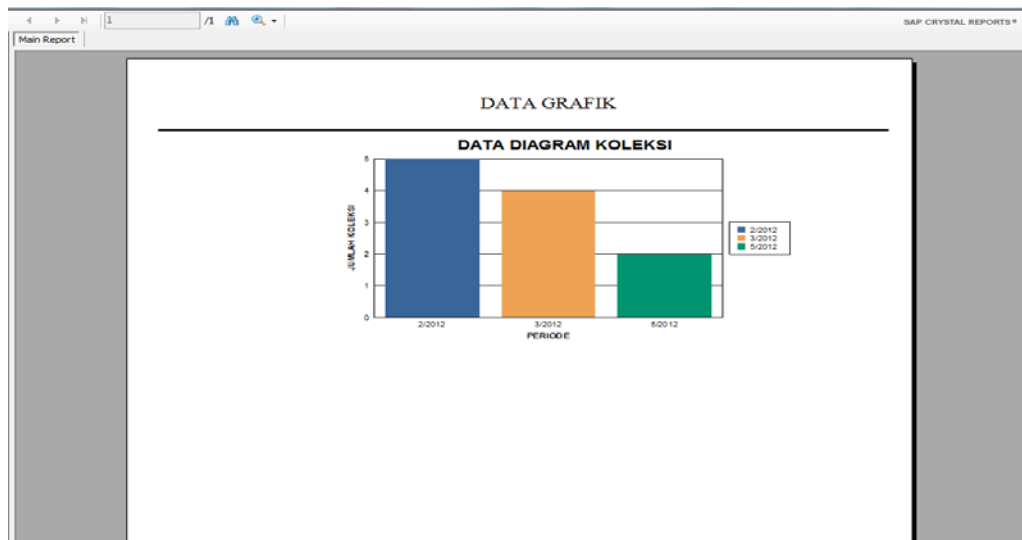 1 /1
SAP CRYSTAL REPORTS®
Main Report
DATA GRAFIK
DATA DIAGRAM KOLEKSI
JUMLAH KOLEKSI
5
4
3
2
1
0
2/2012 3/2012 5/2012
PERIODE
2/2012
3/2012
5/2012